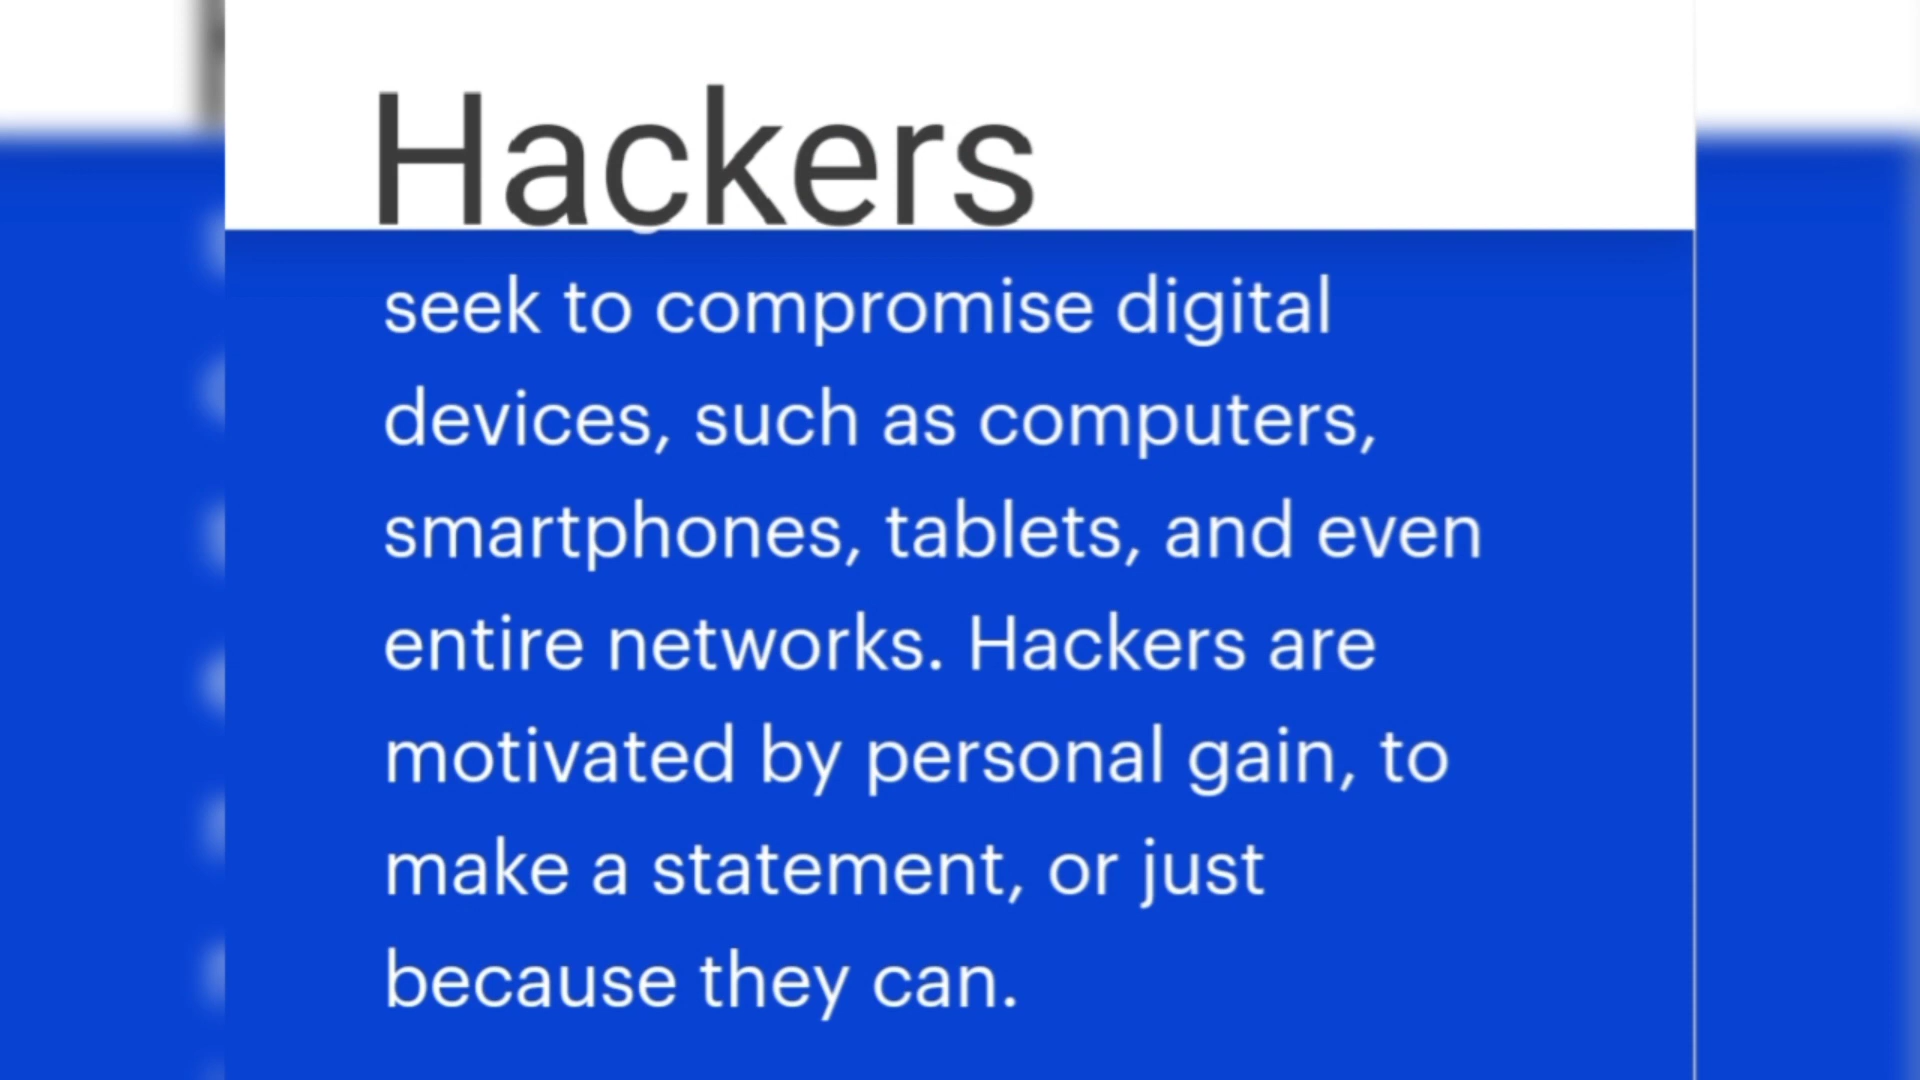 Hackers
seek to compromise digital
devices, such as computers,
smartphones, tablets, and even
entire networks. Hackers are
motivated by personal gain, to
make a statement, or just
because they can.